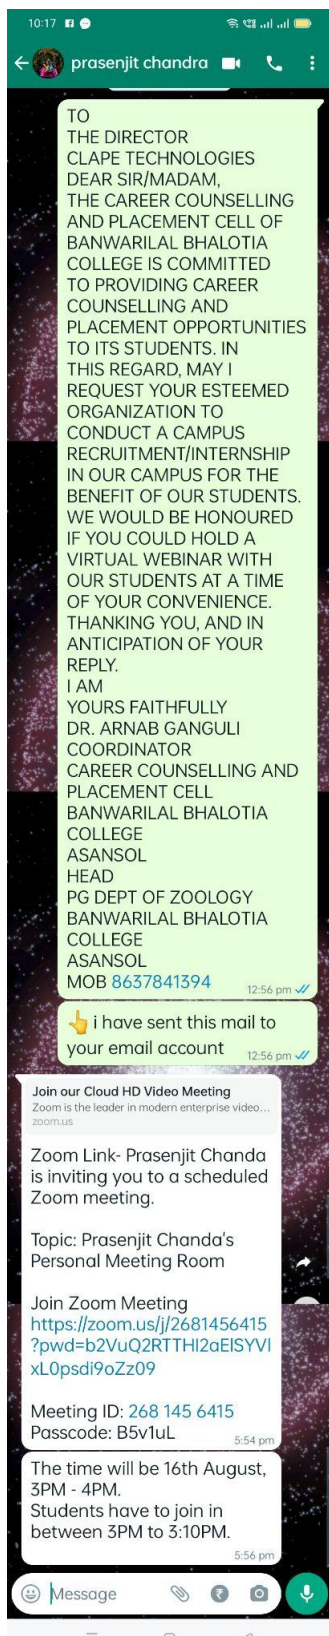 10:17
prasenjit chandra
TO
THE DIRECTOR
CLAPE TECHNOLOGIES
DEAR SIR/MADAM,
THE CAREER COUNSELLING
AND PLACEMENT CELL OF
BANWARILAL BHALOTIA
COLLEGE IS COMMITTED
TO PROVIDING CAREER
COUNSELLING AND
PLACEMENT OPPORTUNITIES
TO ITS STUDENTS. IN
THIS REGARD, MAY I
REQUEST YOUR ESTEEMED
ORGANIZATION TO
CONDUCT A CAMPUS
RECRUITMENT/INTERNSHIP
IN OUR CAMPUS FOR THE
BENEFIT OF OUR STUDENTS.
WE WOULD BE HONOURED
IF YOU COULD HOLD A
VIRTUAL WEBINAR WITH
OUR STUDENTS AT A TIME
OF YOUR CONVENIENCE.
THANKING YOU, AND IN
ANTICIPATION OF YOUR
REPLY.
I AM
YOURS FAITHFULLY
DR. ARNAB GANGULI
COORDINATOR
CAREER COUNSELLING AND
PLACEMENT CELL
BANWARILAL BHALOTIA
COLLEGE
ASANSOL
HEAD
PG DEPT OF ZOOLOGY
BANWARILAL BHALOTIA
COLLEGE
ASANSOL
MOB 8637841394
12:56 pm
👆 i have sent this mail to
your email account
12:56 pm
Join our Cloud HD Video Meeting
Zoom is the leader in modern enterprise video...
zoom.us
Zoom Link- Prasenjit Chanda
is inviting you to a scheduled
Zoom meeting.
Topic: Prasenjit Chanda's
Personal Meeting Room
Join Zoom Meeting
https://zoom.us/j/2681456415
?pwd=b2VuQ2RTTHl2aElSYVl
xL0psdi9oZz09
Meeting ID: 268 145 6415
Passcode: B5v1uL
5:54 pm
The time will be 16th August,
3PM - 4PM.
Students have to join in
between 3PM to 3:10PM.
5:56 pm
Message